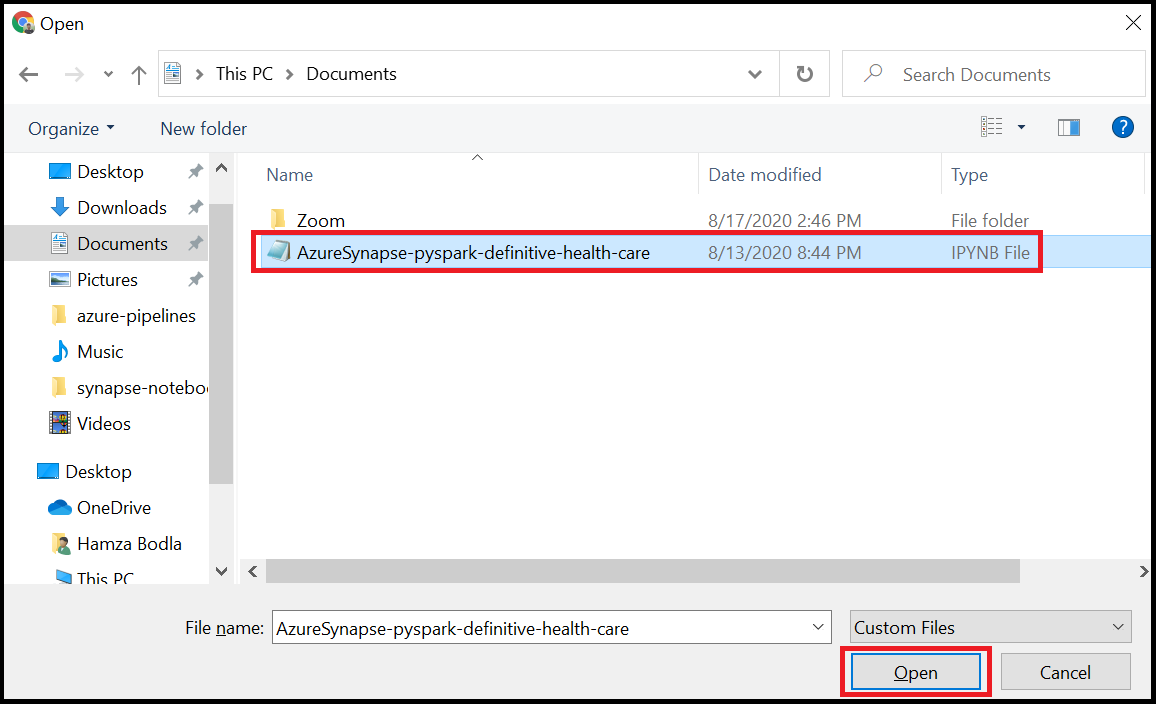 Open
This PC > Documents
Search Documents
Organize
New folder
?
Desktop
Downloads
Documents
Pictures
azure-pipelines
Music
synapse-notebo
Videos
Desktop
OneDrive
Hamza Bodla
This PC
Name Date modified Type
Zoom 8/17/2020 2:46 PM File folder
AzureSynapse-pyspark-definitive-health-care 8/13/2020 8:44 PM IPYNB File
File name: AzureSynapse-pyspark-definitive-health-care Custom Files
Open Cancel